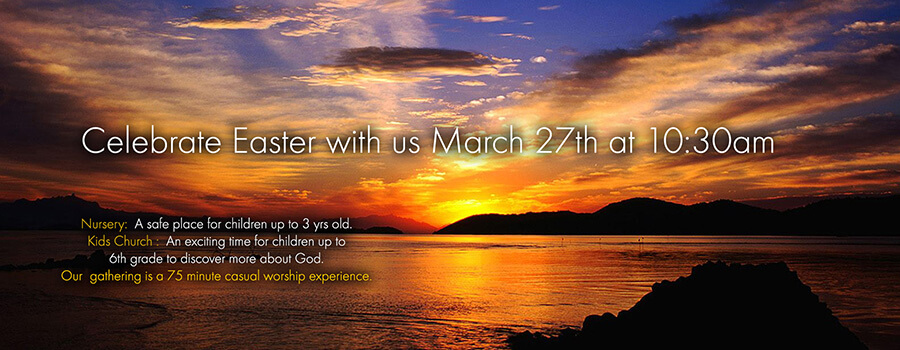 Celebrate Easter with us March 27th at 10:30am
Nursery: A safe place for children up to 3 yrs old.
Kids Church : An exciting time for children up to
6th grade to discover more about God.
Our gathering is a 75 minute casual worship experience.